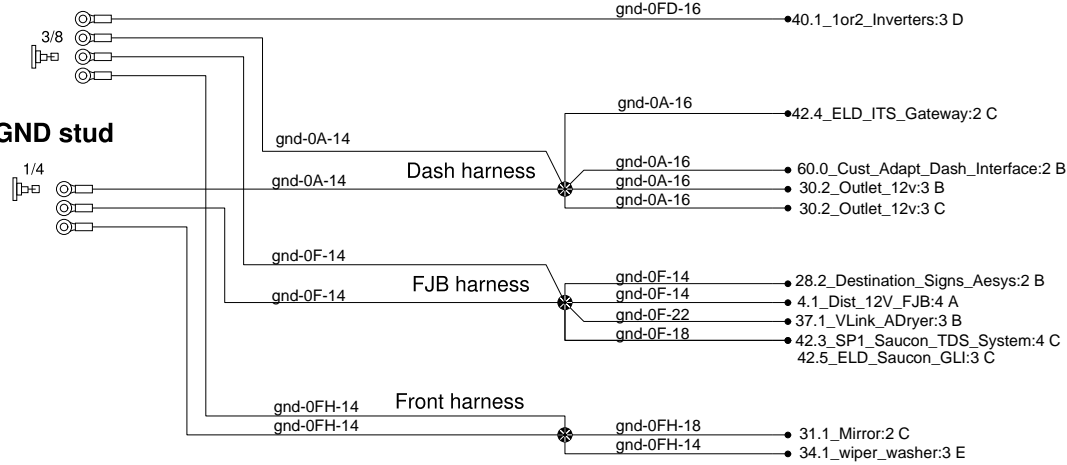 gnd-0FD-16
40.1_1or2_Inverters:3 D
3/8
gnd-0A-16
42.4_ELD_ITS_Gateway:2 C
GND stud
gnd-0A-14
1/4
Dash harness
gnd-0A-16
60.0_Cust_Adapt_Dash_Interface:2 B
gnd-0A-14
gnd-0A-16
30.2_Outlet_12v:3 B
gnd-0A-16
30.2_Outlet_12v:3 C
gnd-0F-14
FJB harness
gnd-0F-14
28.2_Destination_Signs_Aesys:2 B
gnd-0F-14
gnd-0F-14
4.1_Dist_12V_FJB:4 A
gnd-0F-22
37.1_VLink_ADryer:3 B
gnd-0F-18
42.3_SP1_Saucon_TDS_System:4 C
42.5_ELD_Saucon_GLI:3 C
gnd-0FH-14
Front harness
gnd-0FH-14
gnd-0FH-18
31.1_Mirror:2 C
gnd-0FH-14
34.1_wiper_washer:3 E